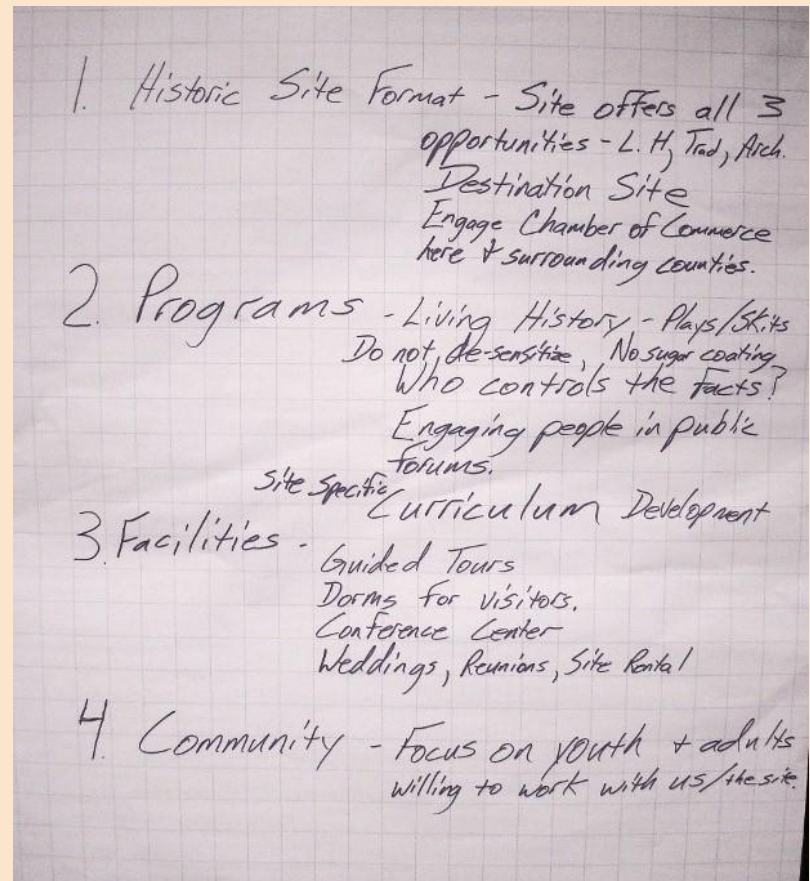 1. Historic Site Format - Site offers all 3
opportunities - L.H, Trad, Arch.
Destination Site
Engage Chamber of Commerce
here + surrounding counties.
2. Programs - Living History - Plays/Skits
Do not de-sensitize, No sugar coating
Who controls the facts?
Engaging people in public
forums.
Site Specific
Curriculum Development
3. Facilities -
Guided Tours
Dorms for visitors.
Conference Center
Weddings, Reunions, Site Rental
4. Community - Focus on youth + adults
willing to work with us/the site.